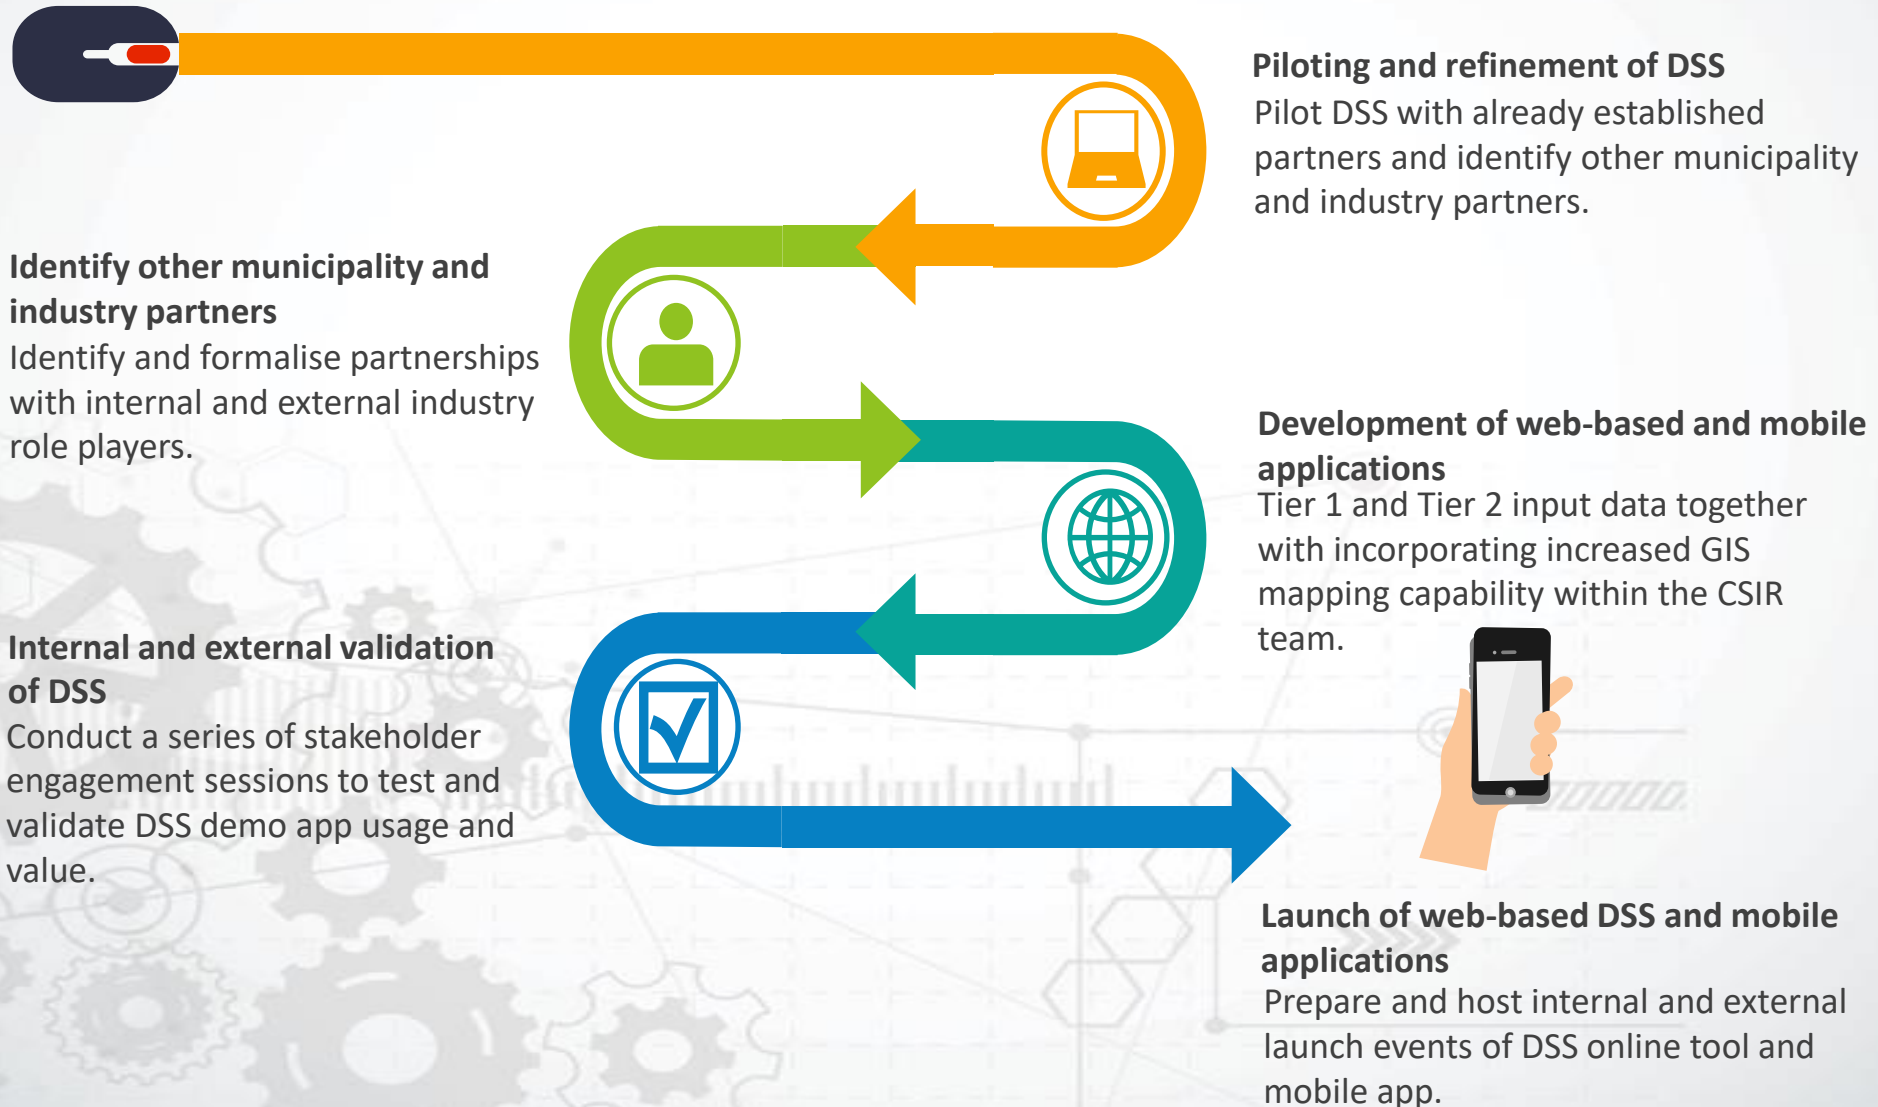 Piloting and refinement of DSS
Pilot DSS with already established
partners and identify other municipality
and industry partners.
Identify other municipality and
industry partners
Identify and formalise partnerships
with internal and external industry
role players.
Development of web-based and mobile
applications
Tier 1 and Tier 2 input data together
with incorporating increased GIS
mapping capability within the CSIR
team.
Internal and external validation
of DSS
Conduct a series of stakeholder
engagement sessions to test and
validate DSS demo app usage and
value.
Launch of web-based DSS and mobile
applications
Prepare and host internal and external
launch events of DSS online tool and
mobile app.